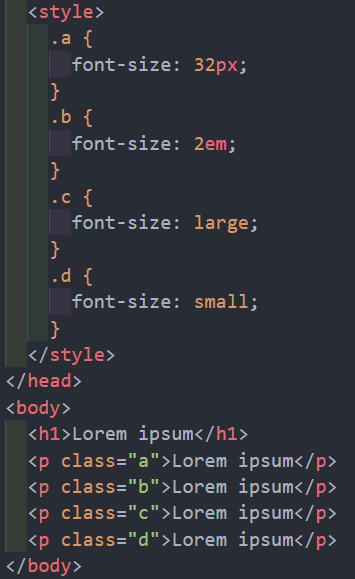 <style>
.a {
font-size: 32px;
}
.b {
font-size: 2em;
}
.c {
font-size: large;
}
.d {
font-size: small;
}
</style>
</head>
<body>
<h1>Lorem ipsum</h1>
<p class="a">Lorem ipsum</p>
<p class="b">Lorem ipsum</p>
<p class="c">Lorem ipsum</p>
<p class="d">Lorem ipsum</p>
</body>